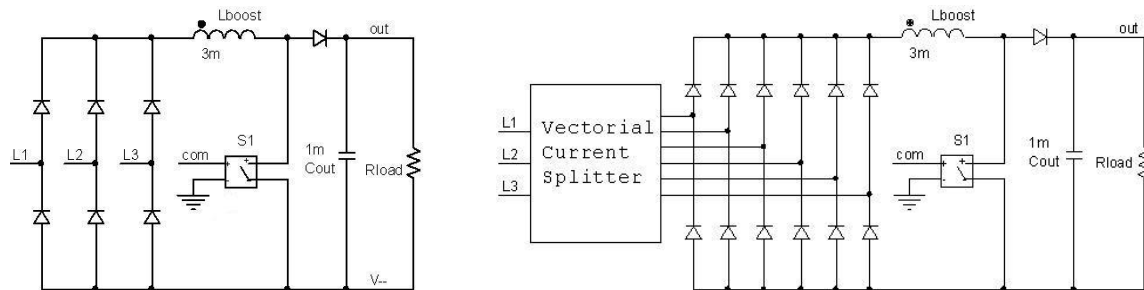 Lboost
out
3m
S1
L1
L2
L3
com
1m
Cout
Rload
V--
Lboost
out
3m
L1
L2
L3
Vectorial
Current
Splitter
S1
com
1m
Cout
Rload